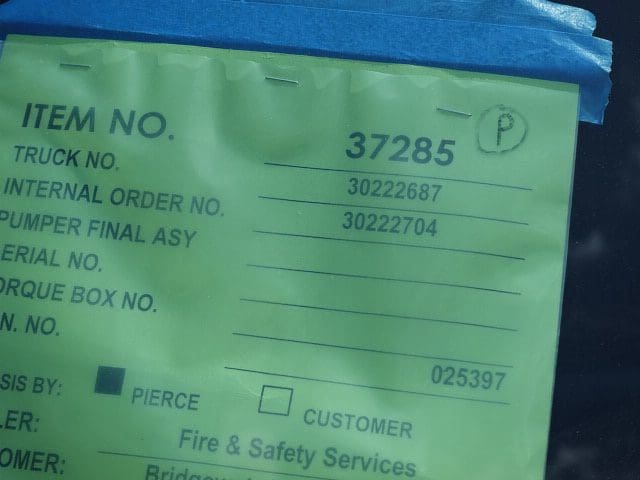 P
ITEM NO. 37285
TRUCK NO. 30222687
INTERNAL ORDER NO. 30222704
PUMPER FINAL ASY
ERIAL NO.
ORQUE BOX NO.
N. NO. 025397
SIS BY: PIERCE CUSTOMER
LER: Fire & Safety Services
OMER: